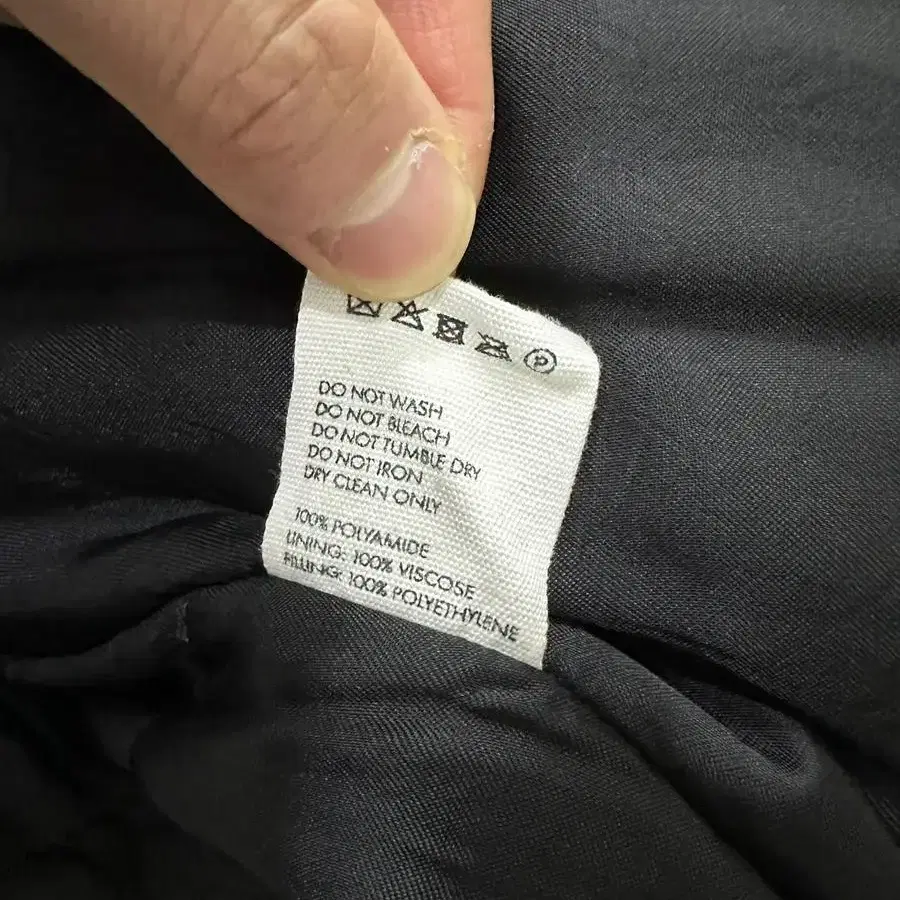 P
DO NOT WASH
DO NOT BLEACH
DO NOT TUMBLE DRY
DO NOT IRON
DRY CLEAN ONLY
100% POLYAMIDE
LINING: 100% VISCOSE
FILLING: 100% POLYETHYLENE